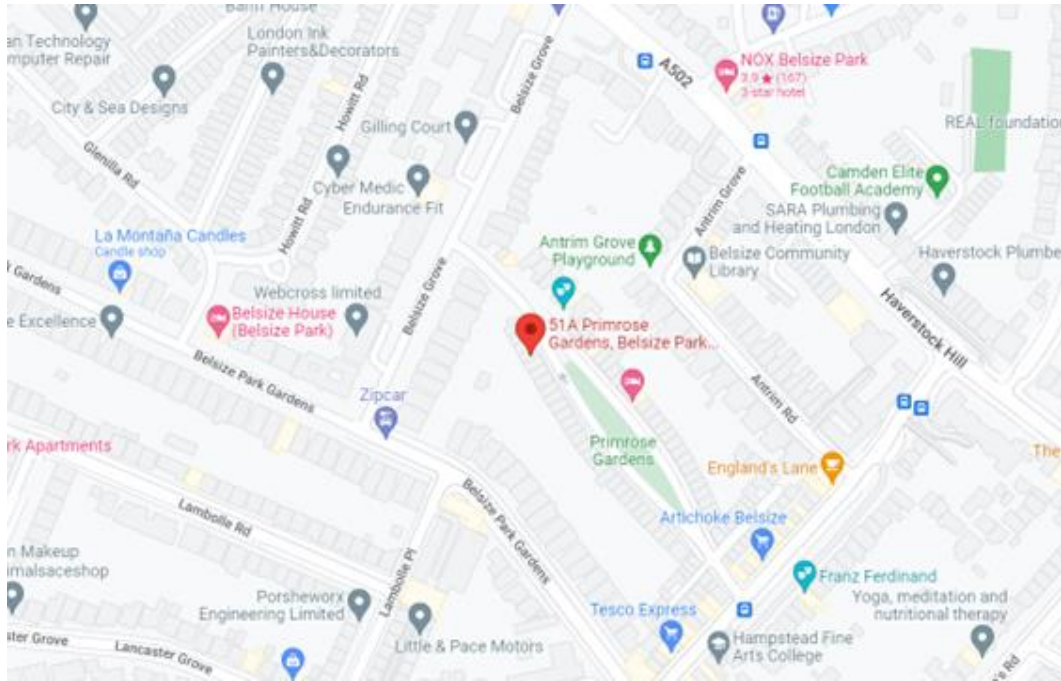 Banff House
an Technology
mputer Repair
London Ink
Painters&Decorators
City & Sea Designs
Howitt Rd
Gilling Court
Belsize Grove
A502
NOX Belsize Park
3.9 ★ (167)
3-star hotel
REAL foundation
Glenilla Rd
Cyber Medic
Endurance Fit
Howitt Rd
Antrim Grove
Camden Elite
Football Academy
SARA Plumbing
and Heating London
La Montaña Candles
Candle shop
Antrim Grove
Playground
Belsize Community
Library
Haverstock Plumbe
k Gardens
Webcross limited
Belsize Grove
e Excellence
Belsize House
(Belsize Park)
51A Primrose
Gardens, Belsize Park...
Haverstock Hill
Belsize Park Gardens
Zipcar
Antrim Rd
rk Apartments
Primrose
Gardens
England's Lane
The
Belsize Park Gardens
Lambolle Rd
Artichoke Belsize
n Makeup
imalsaceshop
Lambolle Pl
Franz Ferdinand
Porsheworx
Engineering Limited
Tesco Express
Yoga, meditation and
nutritional therapy
ster Grove
Lancaster Grove
Little & Pace Motors
Hampstead Fine
Arts College
's Rd